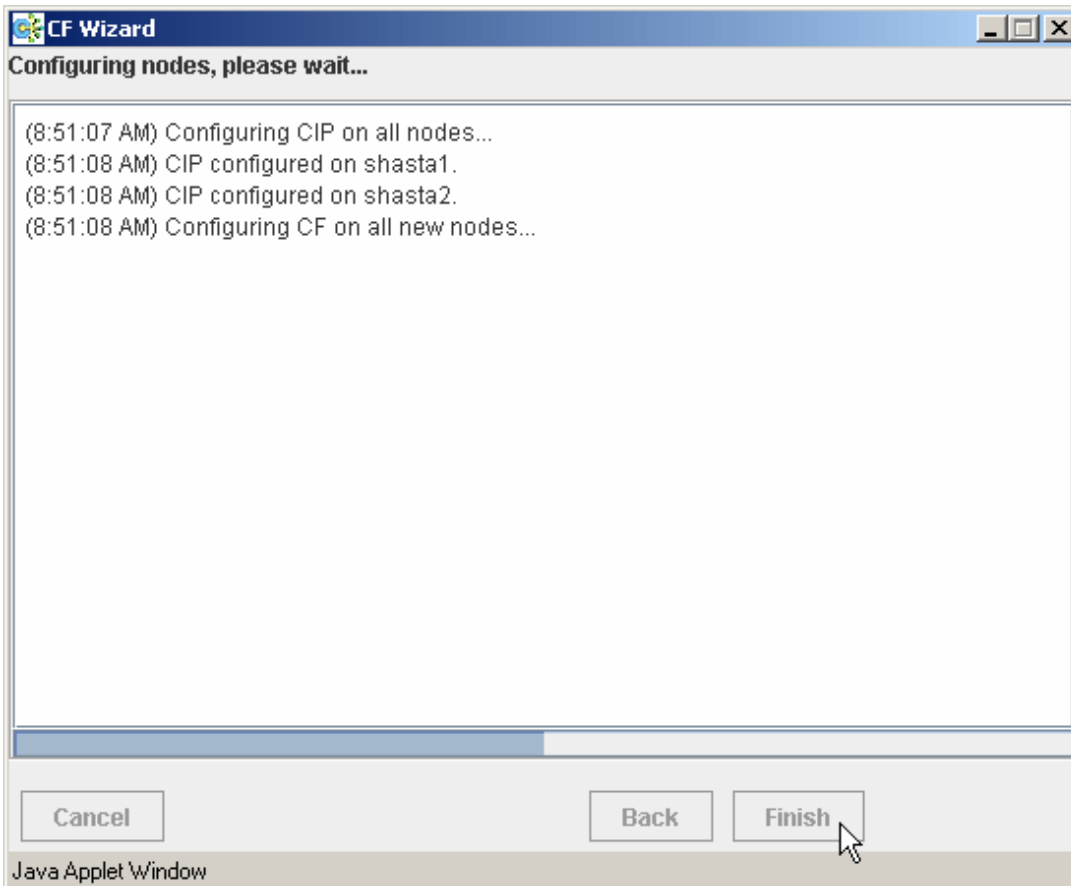 CF Wizard
Configuring nodes, please wait...
(8:51:07 AM) Configuring CIP on all nodes...
(8:51:08 AM) CIP configured on shasta1.
(8:51:08 AM) CIP configured on shasta2.
(8:51:08 AM) Configuring CF on all new nodes...
Cancel Back Finish
Java Applet Window